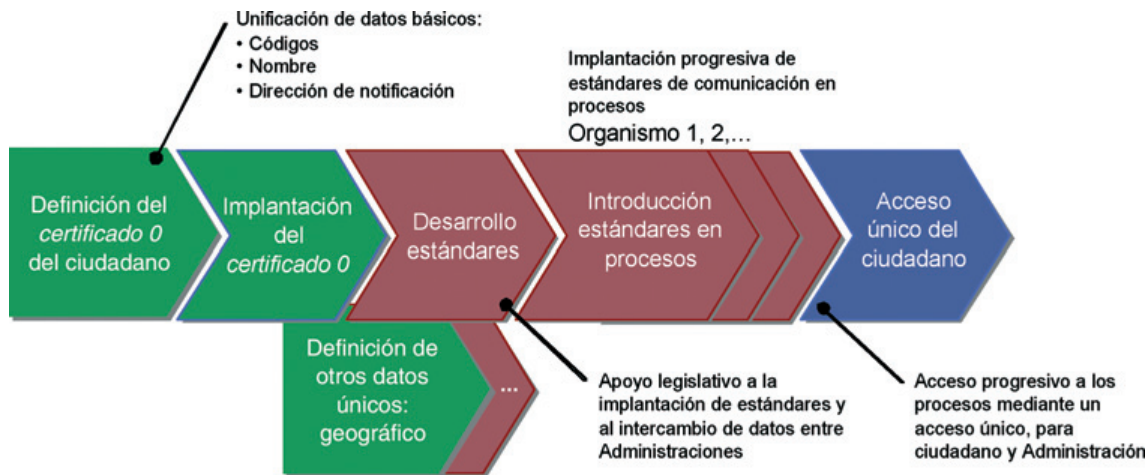 Unificación de datos básicos:
• Códigos
• Nombre
• Dirección de notificación
Implantación progresiva de
estándares de comunicación en
procesos
Organismo 1, 2,...
Definición del
certificado 0
del ciudadano
Implantación
del
certificado 0
Desarrollo
estándares
Introducción
estándares en
procesos
Acceso
único del
ciudadano
Definición de
otros datos
únicos:
geográfico
...
Apoyo legislativo a la
implantación de estándares y
al intercambio de datos entre
Administraciones
Acceso progresivo a los
procesos mediante un
acceso único, para
ciudadano y Administración